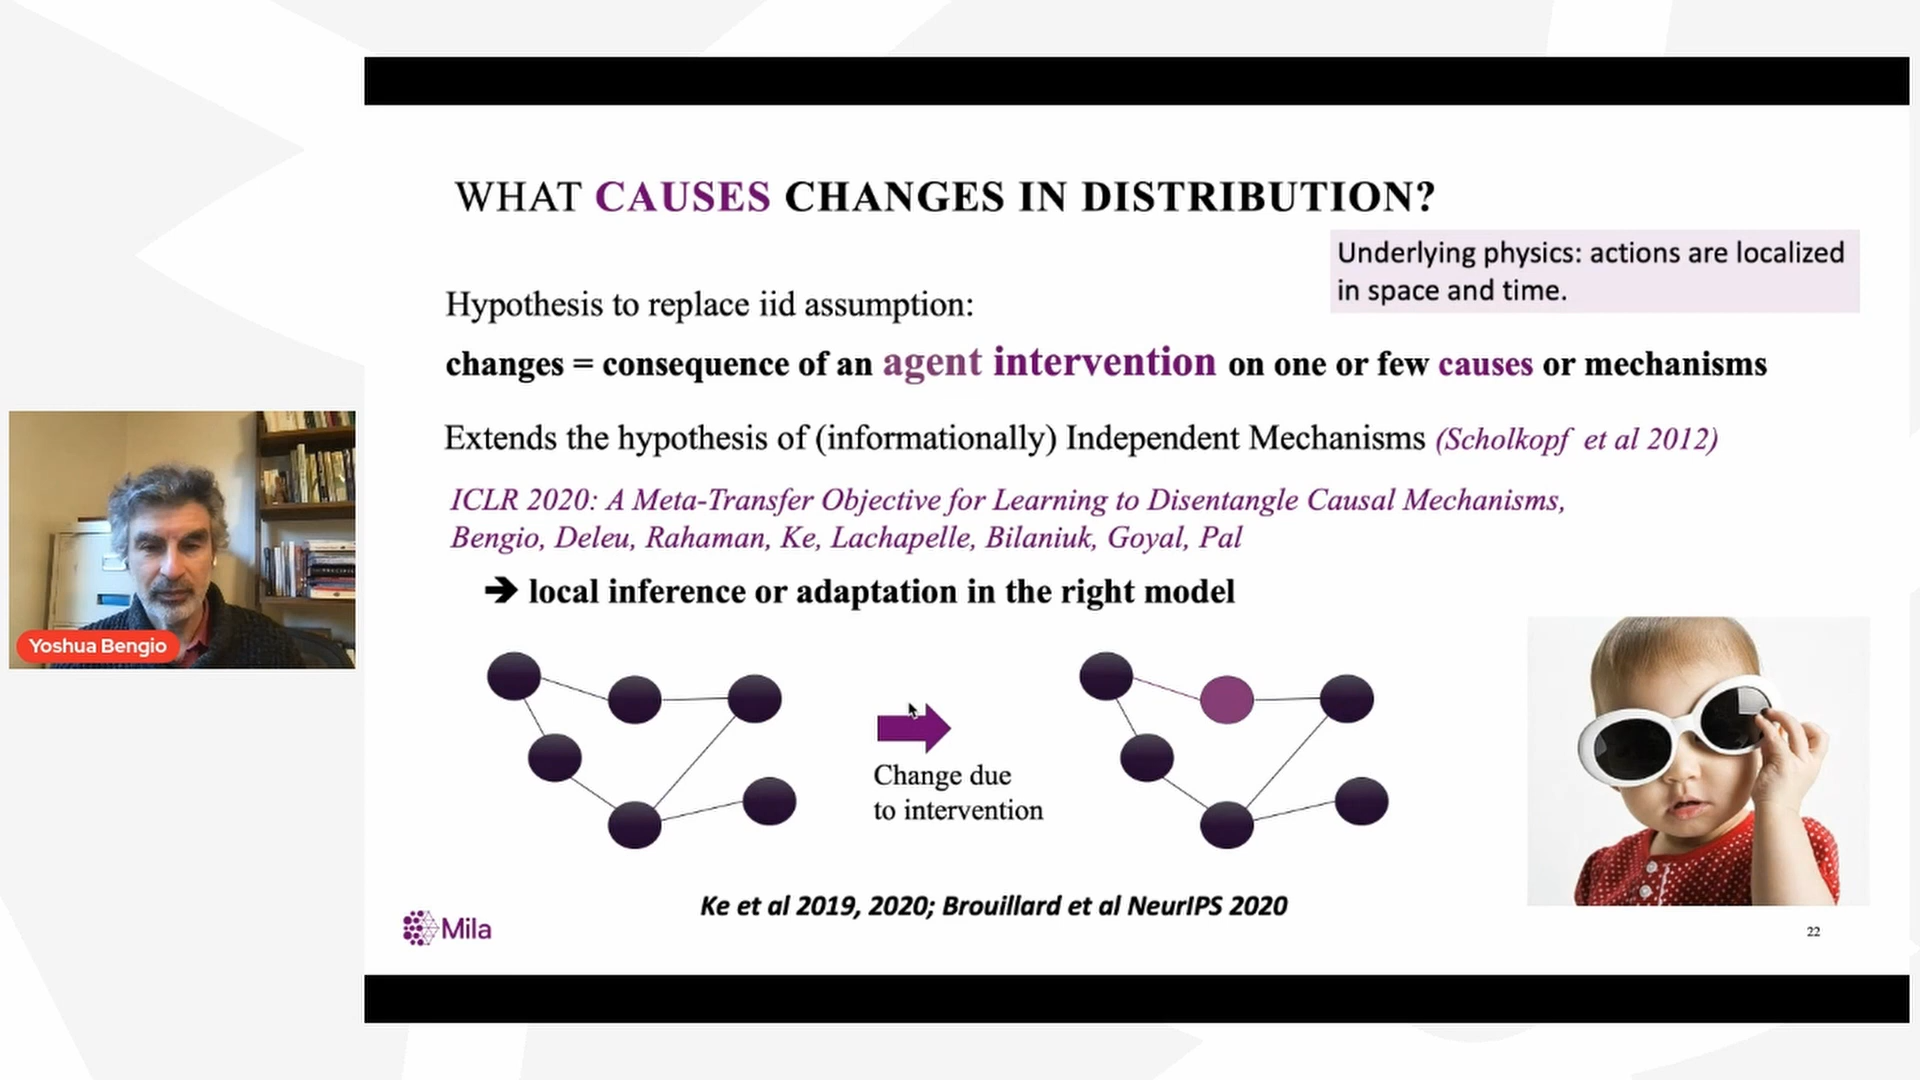 WHAT CAUSES CHANGES IN DISTRIBUTION?
Underlying physics: actions are localized
in space and time.
Hypothesis to replace iid assumption:
changes = consequence of an agent intervention on one or few causes or mechanisms
Extends the hypothesis of (informationally) Independent Mechanisms (Scholkopf et al 2012)
ICLR 2020: A Meta-Transfer Objective for Learning to Disentangle Causal Mechanisms,
Bengio, Deleu, Rahaman, Ke, Lachapelle, Bilaniuk, Goyal, Pal
➔ local inference or adaptation in the right model
Yoshua Bengio
Change due
to intervention
Ke et al 2019, 2020; Brouillard et al NeurIPS 2020
Mila
22